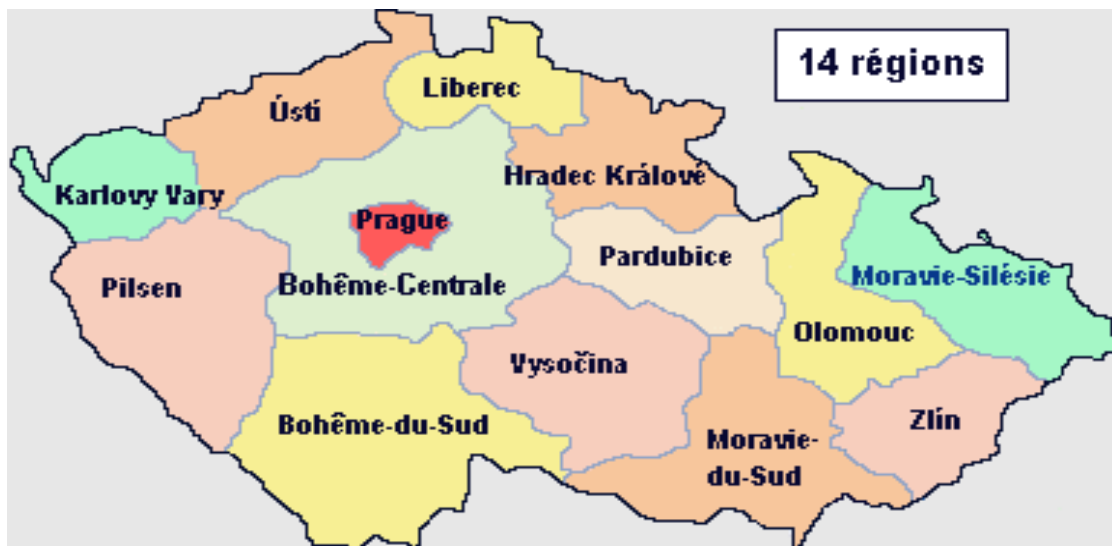 14 régions
Liberec
Ústí
Hradec Králové
Karlovy Vary
Prague
Pardubice
Pilsen
Bohême-Centrale
Moravie-Silésie
Olomouc
Vysočina
Bohême-du-Sud
Zlín
Moravie-
du-Sud